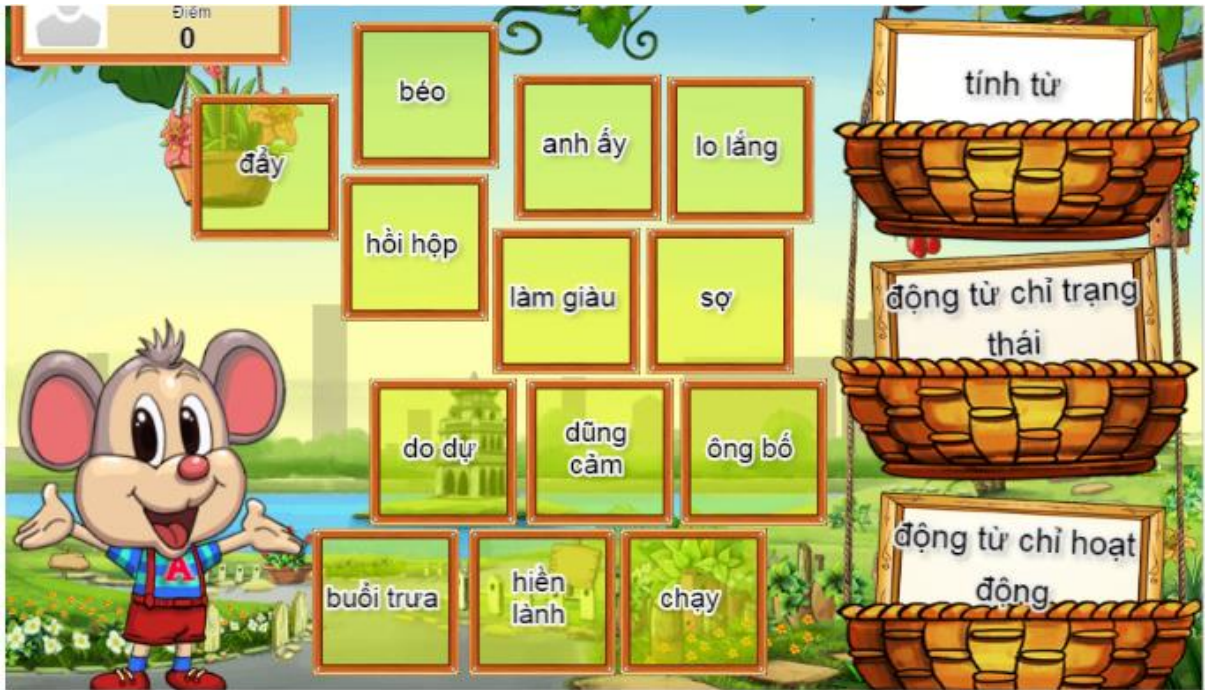 Điểm
0
béo
đẩy
anh ấy
lo lắng
hồi hộp
làm giàu
sợ
do dự
dũng
cảm
ông bố
buổi trưa
hiền
lành
chạy
tính từ
động từ chỉ trạng
thái
động từ chỉ hoạt
động
A